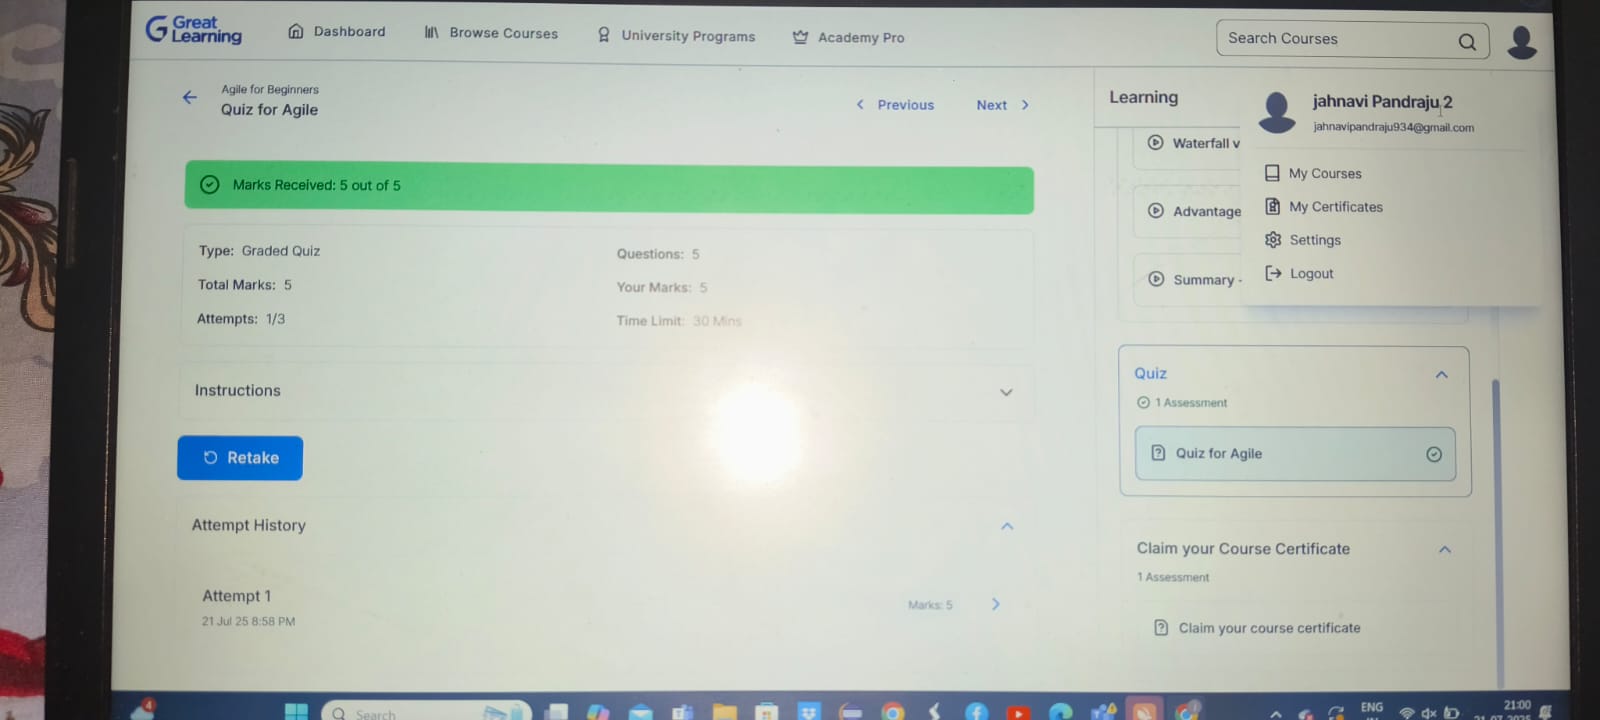 Great Learning
Dashboard
Browse Courses
University Programs
Academy Pro
Search Courses
Agile for Beginners
Quiz for Agile
Previous
Next
Marks Received: 5 out of 5
Type: Graded Quiz
Questions: 5
Total Marks: 5
Your Marks: 5
Attempts: 1/3
Time Limit: 30 Mins
Instructions
Retake
Attempt History
Attempt 1
21 Jul 25 8:58 PM
Marks: 5
Learning
Waterfall v
Advantage
Summary -
jahnavi Pandraju 2
jahnavipandraju934@gmail.com
My Courses
My Certificates
Settings
Logout
Quiz
1 Assessment
Quiz for Agile
Claim your Course Certificate
1 Assessment
Claim your course certificate
4
Search
ENG
21:00